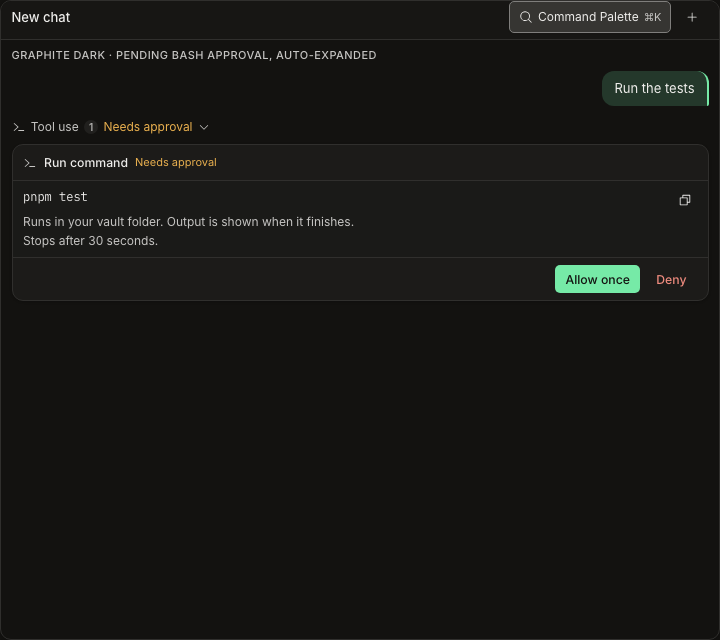 New chat
Command Palette ⌘K
GRAPHITE DARK · PENDING BASH APPROVAL, AUTO-EXPANDED
Run the tests
Tool use 1 Needs approval
Run command Needs approval
pnpm test
Runs in your vault folder. Output is shown when it finishes.
Stops after 30 seconds.
Allow once
Deny